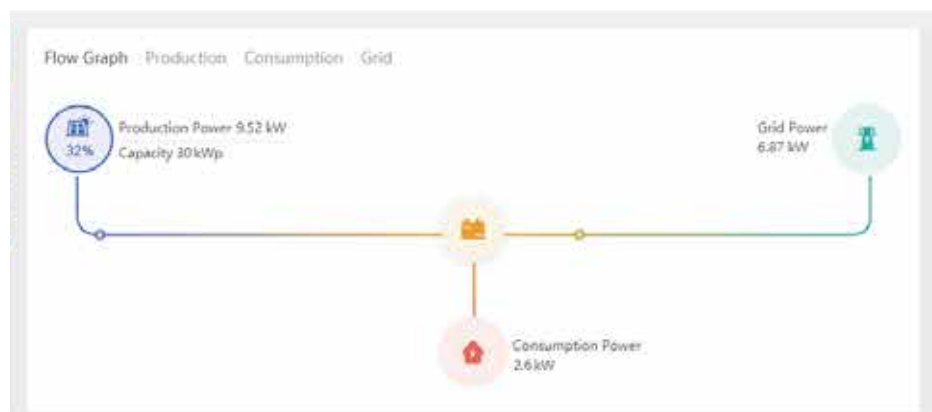 Flow Graph Production Consumption Grid
Production Power 9.52 kW
32%
Capacity 30 kWp
Grid Power
6.87 kW
Consumption Power
2.6 kW